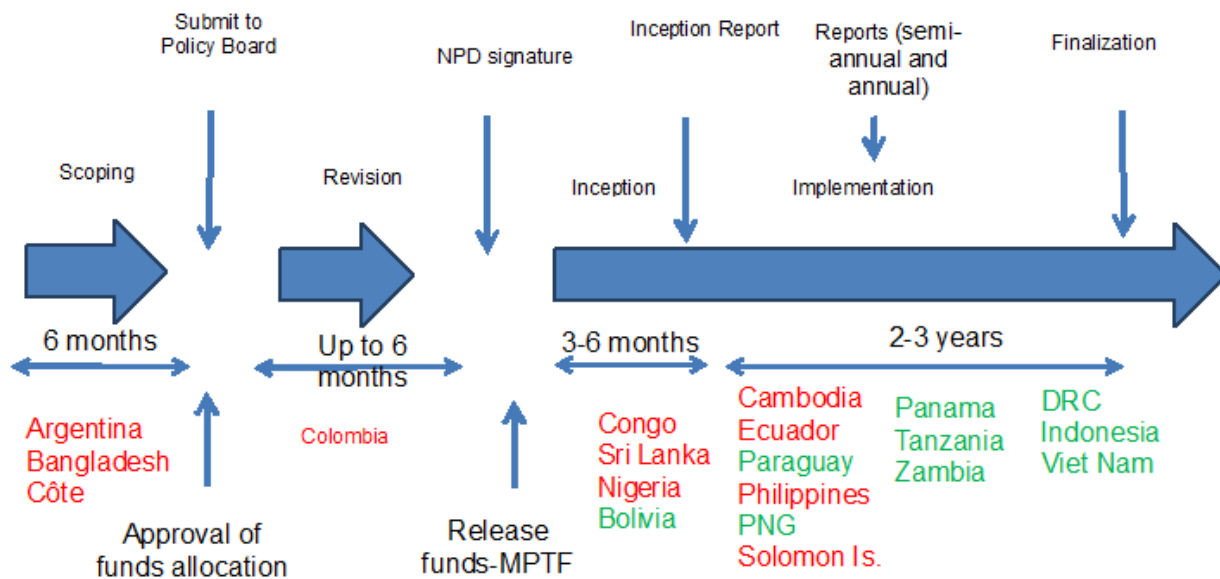 Submit to
Policy Board
NPD signature
Inception Report
Reports (semi-
annual and
annual)
Finalization
Scoping
Revision
Inception
Implementation
6 months
Up to 6
months
3-6 months
2-3 years
Argentina
Bangladesh
Côte
Colombia
Congo
Sri Lanka
Nigeria
Bolivia
Cambodia
Ecuador
Paraguay
Philippines
PNG
Solomon Is.
Panama
Tanzania
Zambia
DRC
Indonesia
Viet Nam
Approval of
funds allocation
Release
funds-MPTF